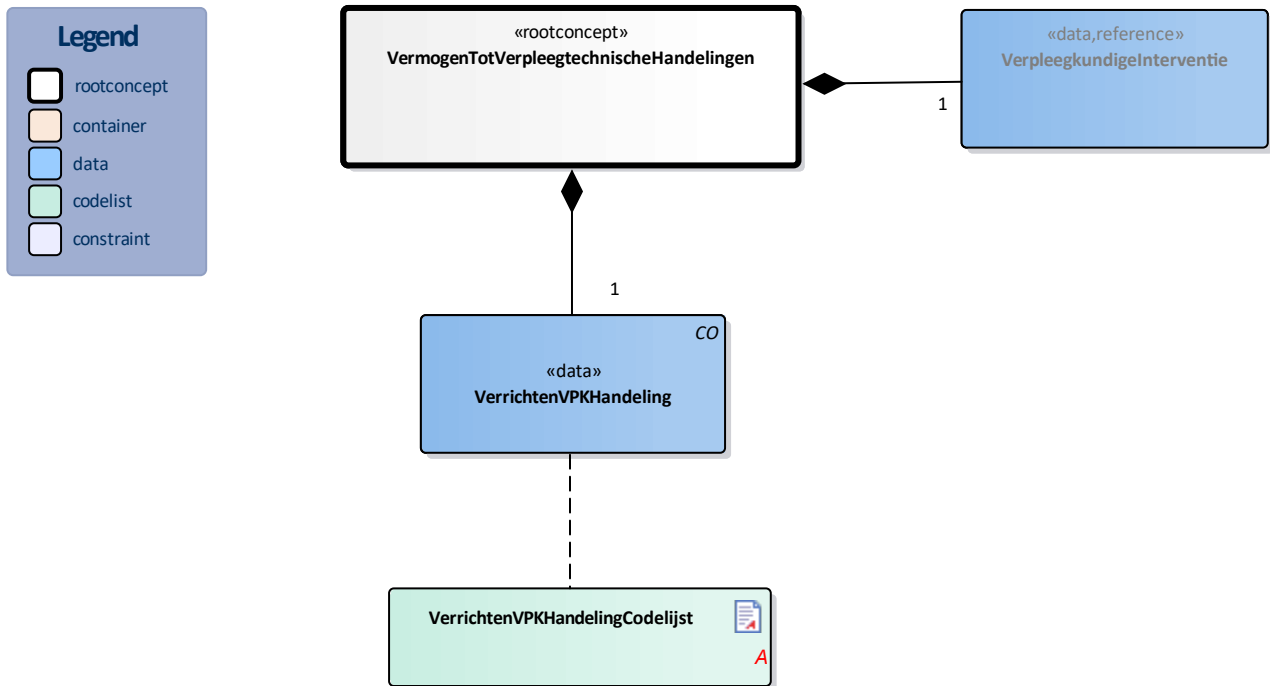 Legend
rootconcept
container
data
codelist
constraint
«rootconcept»
VermogenTotVerpleegtechnischeHandelingen
«data,reference»
VerpleegkundigeInterventie
1
1
CO
«data»
VerrichtenVPKHandeling
VerrichtenVPKHandelingCodelijst
A